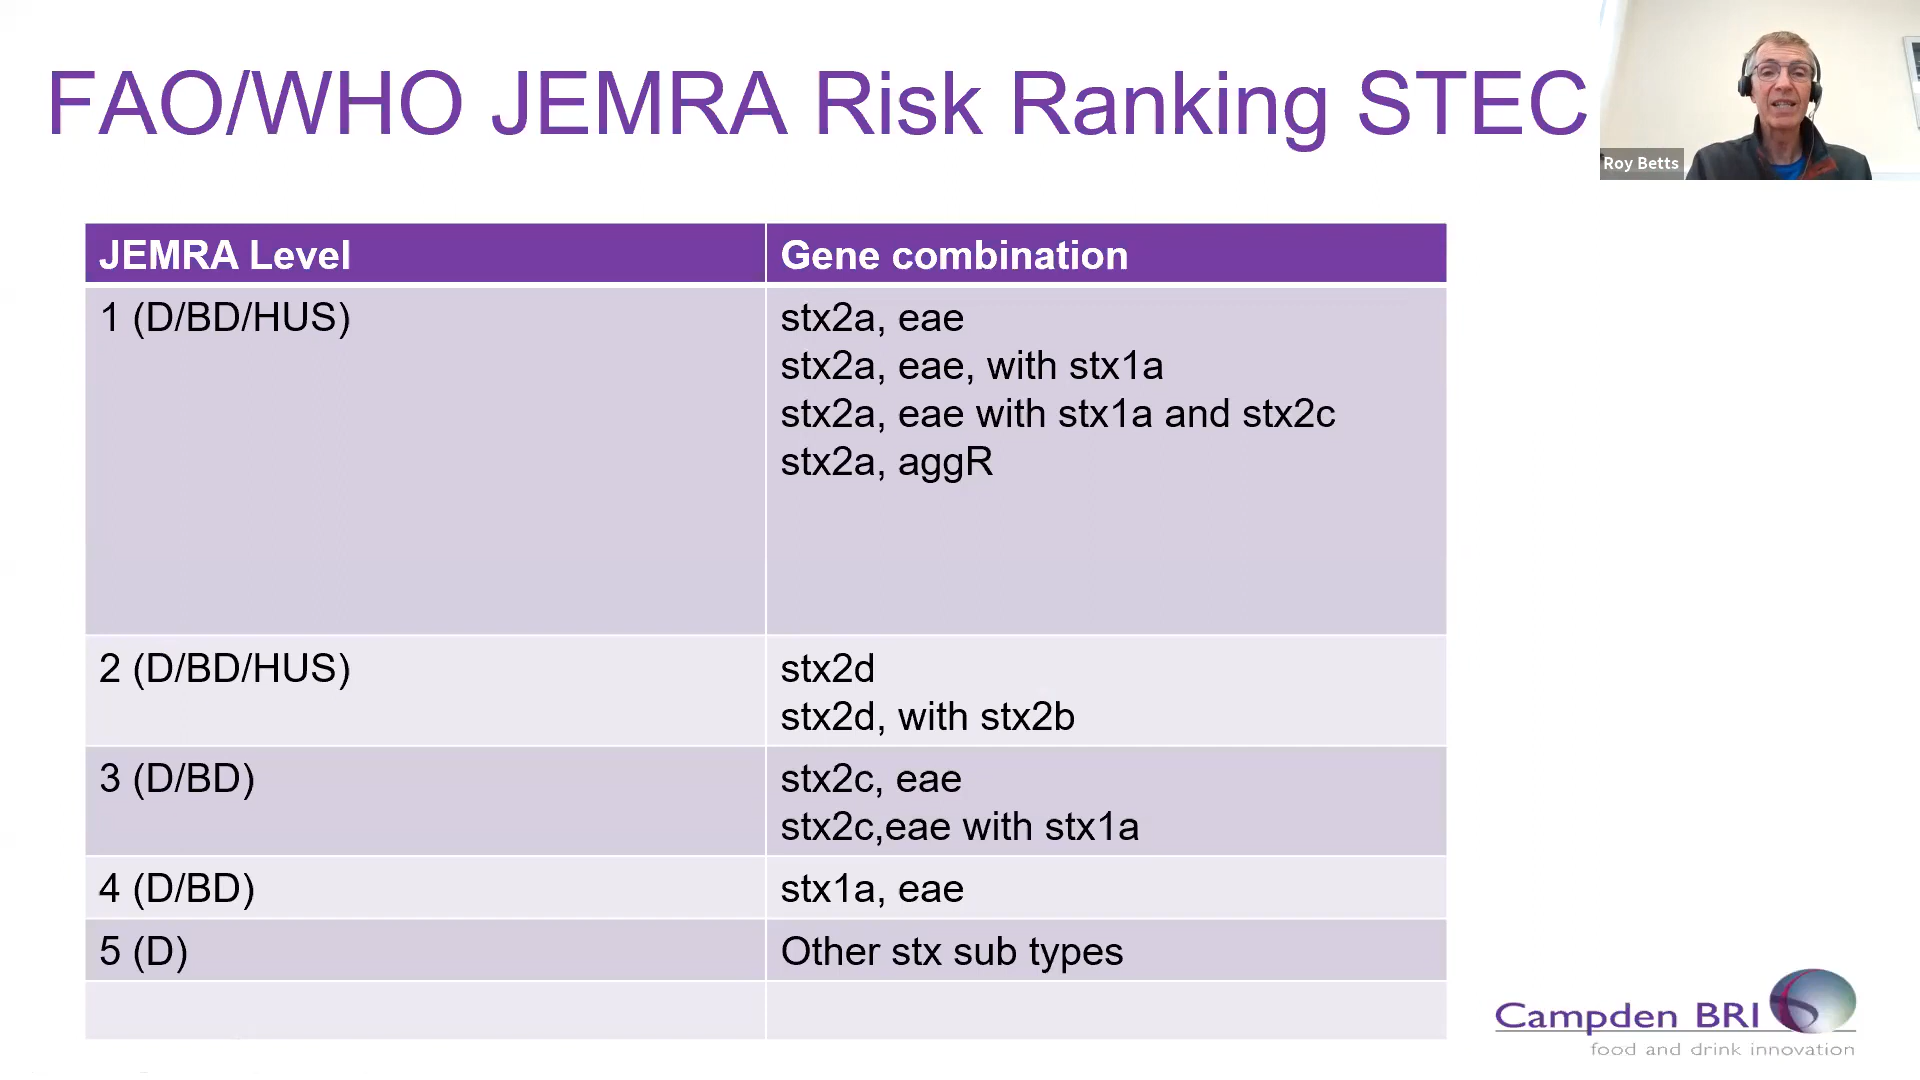 FAO/WHO JEMRA Risk Ranking STEC
Roy Betts
JEMRA Level
Gene combination
1 (D/BD/HUS)
stx2a, eae
stx2a, eae, with stx1a
stx2a, eae with stx1a and stx2c
stx2a, aggR
2 (D/BD/HUS)
stx2d
stx2d, with stx2b
3 (D/BD)
stx2c, eae
stx2c,eae with stx1a
4 (D/BD)
stx1a, eae
5 (D)
Other stx sub types
Campden BRI
food and drink innovation